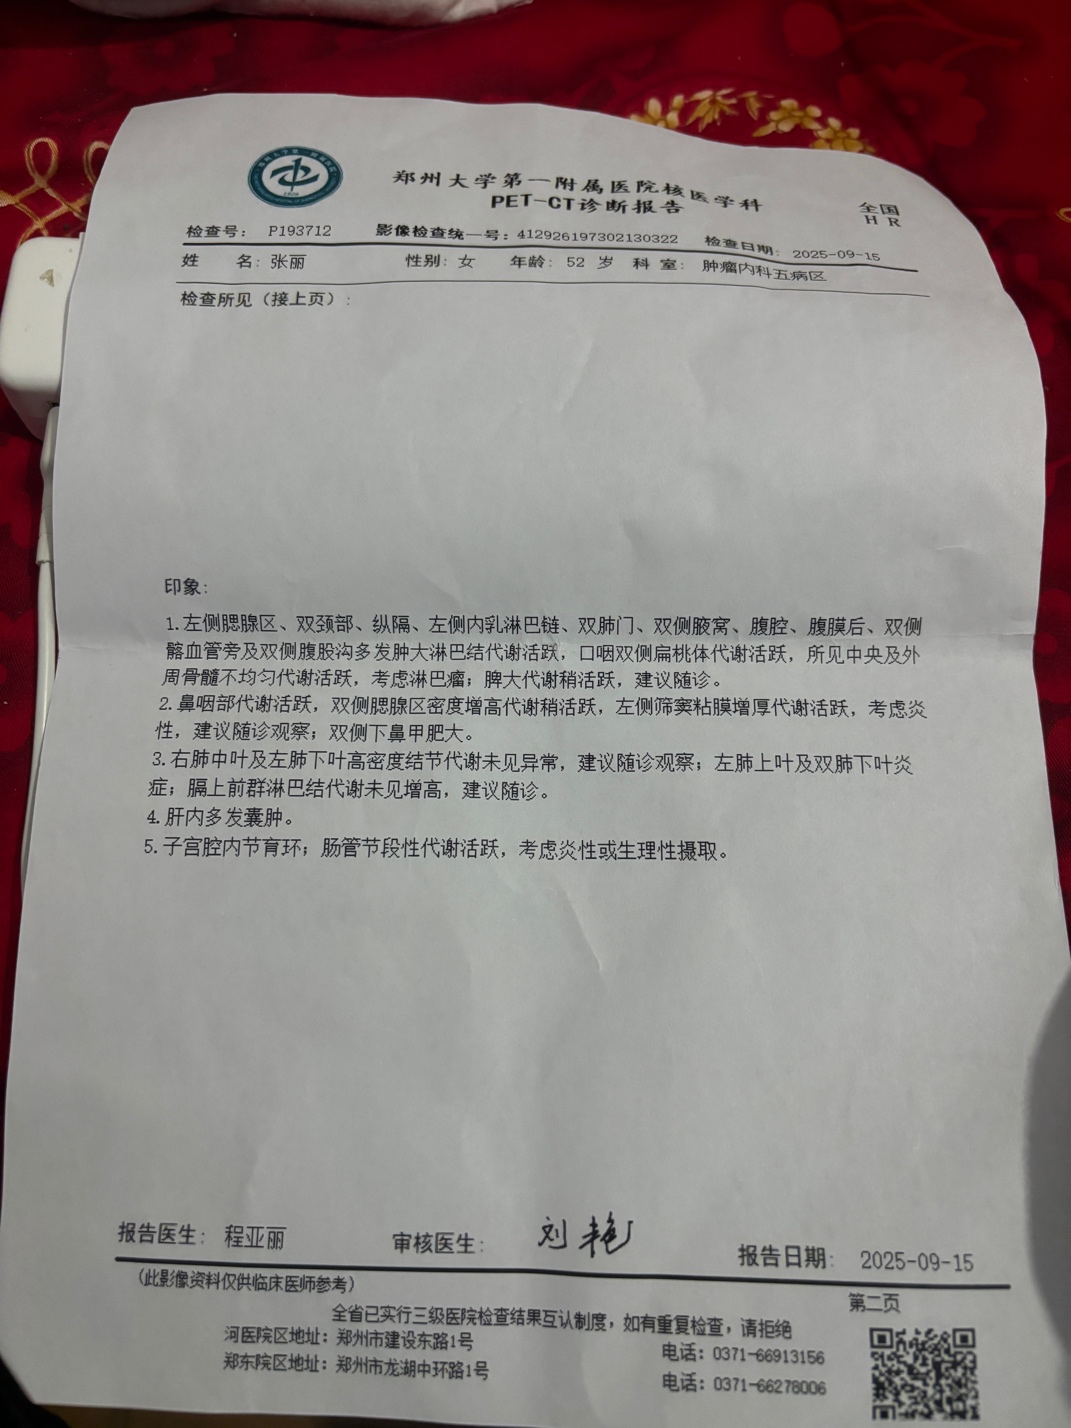 郑州大学第一附属医院核医学科
PET-CT诊断报告
全国
HR
检查号: P193712 影像检查统一号: 412926197302130322 检查日期: 2025-09-15
姓 名: 张丽 性别: 女 年龄: 52 岁 科 室: 肿瘤内科五病区
检查所见（接上页）:
印象:
1.左侧腮腺区、双颈部、纵隔、左侧内乳淋巴链、双肺门、双侧腋窝、腹腔、腹膜后、双侧
髂血管旁及双侧腹股沟多发肿大淋巴结代谢活跃，口咽双侧扁桃体代谢活跃，所见中央及外
周骨髓不均匀代谢活跃，考虑淋巴瘤；脾大代谢稍活跃，建议随诊。
2.鼻咽部代谢活跃，双侧腮腺区密度增高代谢稍活跃，左侧筛窦粘膜增厚代谢活跃，考虑炎
性，建议随诊观察；双侧下鼻甲肥大。
3.右肺中叶及左肺下叶高密度结节代谢未见异常，建议随诊观察；左肺上叶及双肺下叶炎
症；膈上前群淋巴结代谢未见增高，建议随诊。
4.肝内多发囊肿。
5.子宫腔内节育环；肠管节段性代谢活跃，考虑炎性或生理性摄取。
报告医生: 程亚丽 审核医生: 刘艳 报告日期: 2025-09-15
（此影像资料仅供临床医师参考）
第二页
全省已实行三级医院检查结果互认制度，如有重复检查，请拒绝
河医院区地址: 郑州市建设东路1号 电话: 0371-66913156
郑东院区地址: 郑州市龙湖中环路1号 电话: 0371-66278006